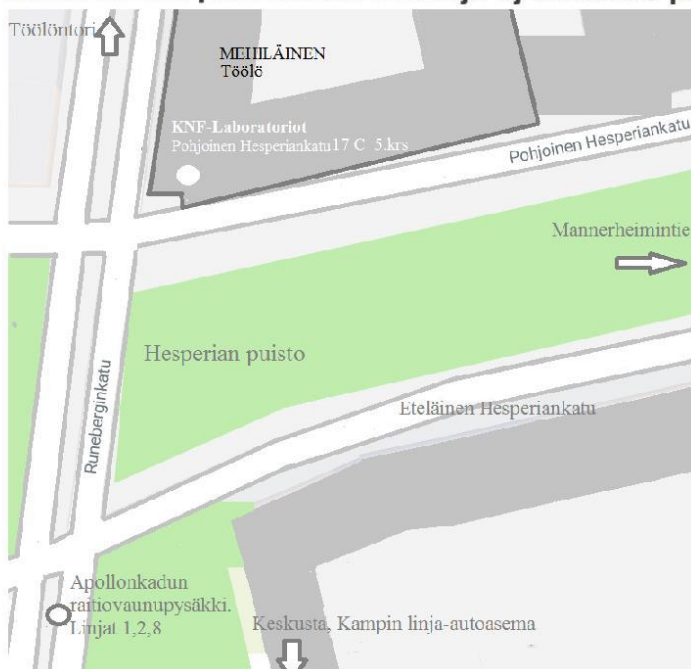 Töölöntori
MEHILÄINEN
Töölö
KNF-Laboratoriot
Pohjoinen Hesperiankatu 17 C 5.krs
Pohjoinen Hesperiankatu
Mannerheimintie
Hesperian puisto
Runeberginkatu
Eteläinen Hesperiankatu
Apollonkadun
raitiovaunupysäkki.
Linjat 1,2,8
Keskusta, Kampin linja-autoasema